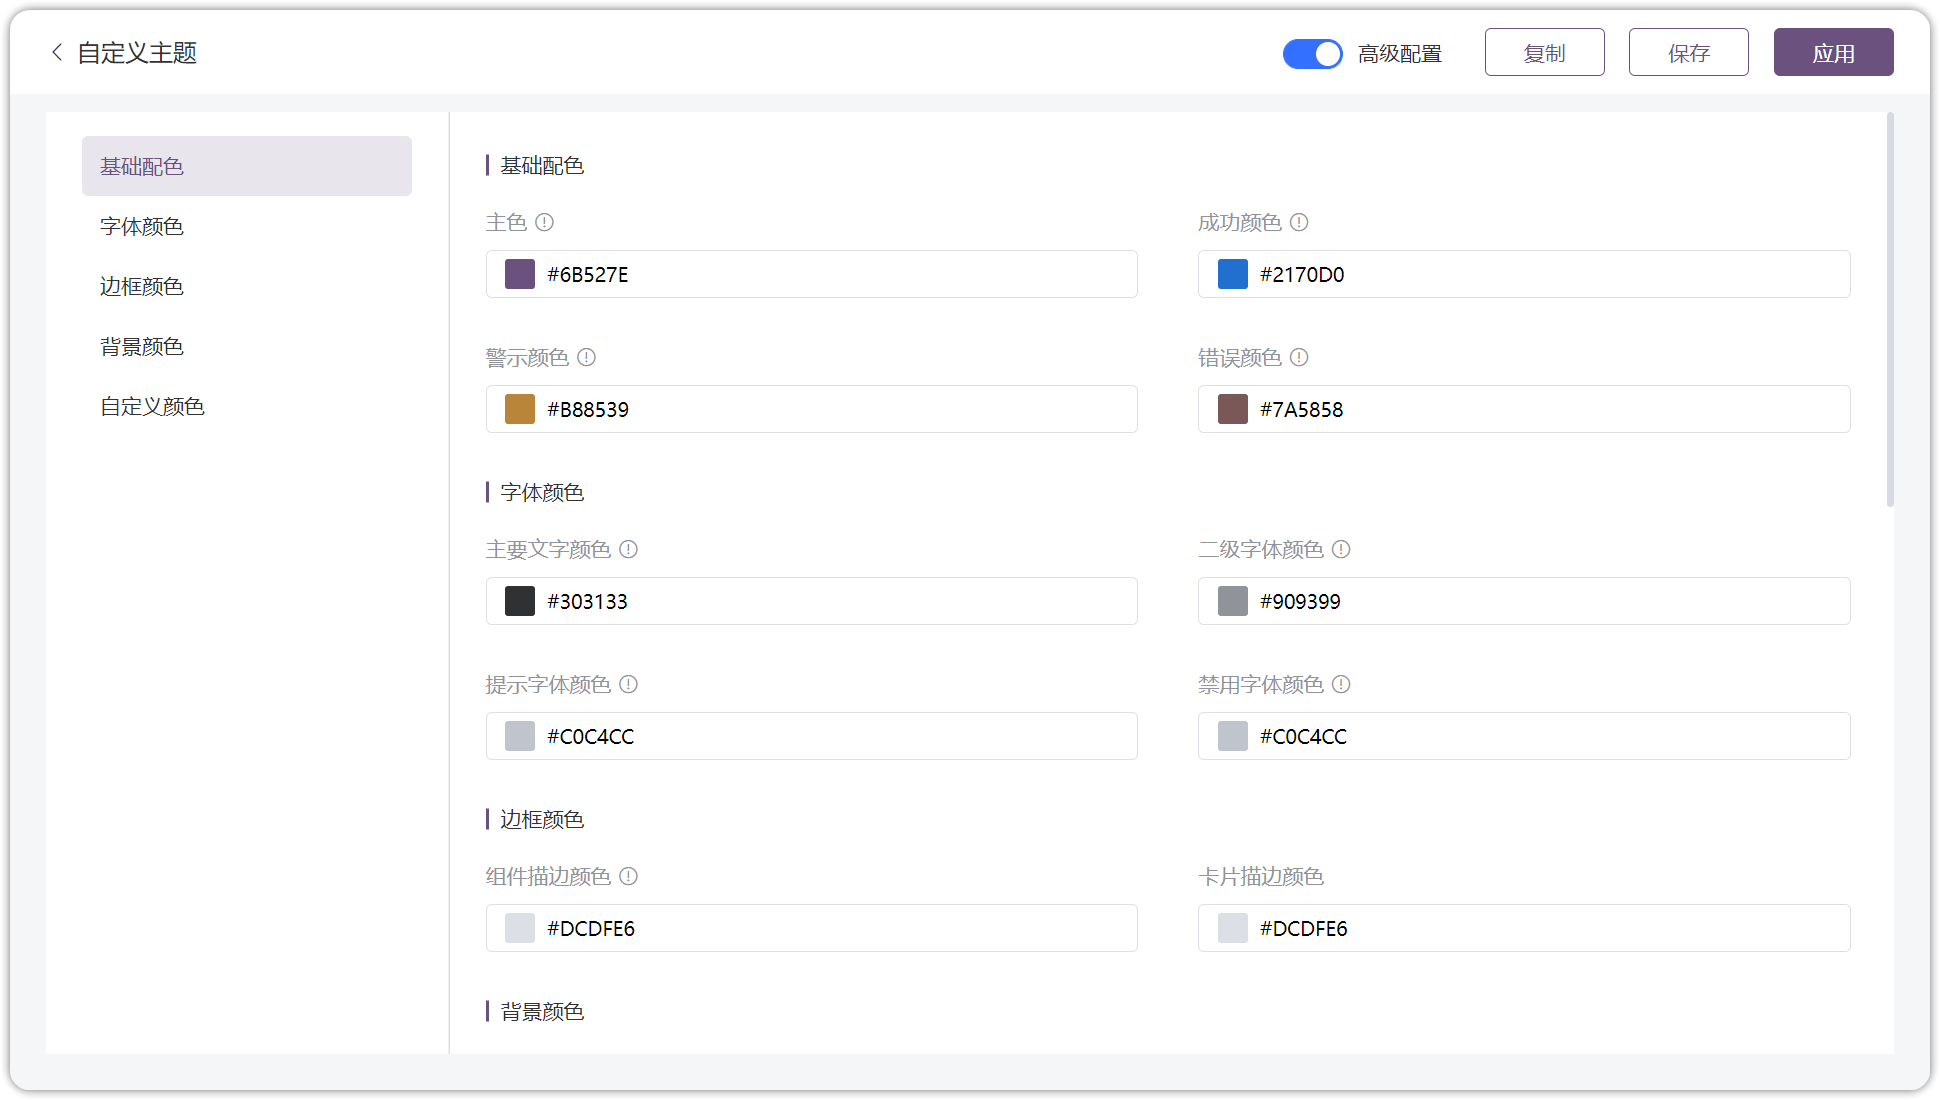 自定义主题
高级配置
复制
保存
应用
基础配色
字体颜色
边框颜色
背景颜色
自定义颜色
基础配色
主色
成功颜色
#6B527E
#2170D0
警示颜色
错误颜色
#B88539
#7A5858
字体颜色
主要文字颜色
二级字体颜色
#303133
#909399
提示字体颜色
禁用字体颜色
#C0C4CC
#C0C4CC
边框颜色
组件描边颜色
卡片描边颜色
#DCDFE6
#DCDFE6
背景颜色